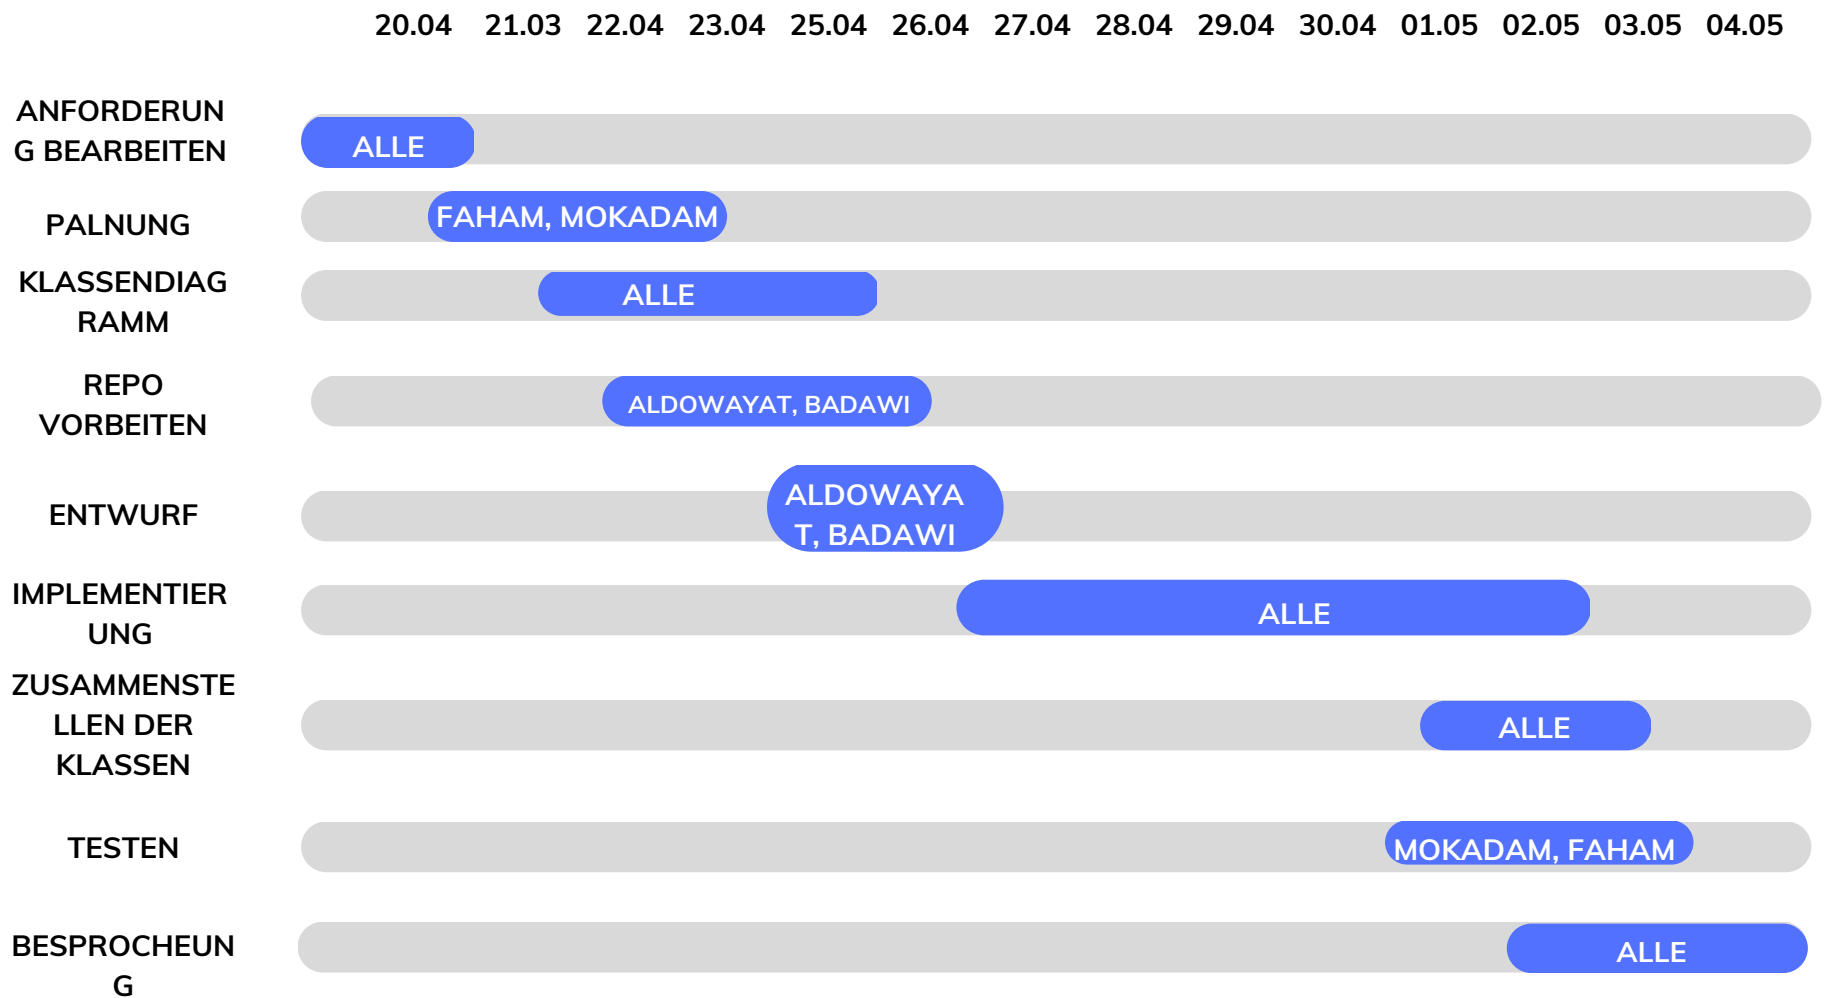 20.04 21.03 22.04 23.04 25.04 26.04 27.04 28.04 29.04 30.04 01.05 02.05 03.05 04.05
ANFORDERUN
G BEARBEITEN
ALLE
PALNUNG
FAHAM, MOKADAM
KLASSENDIAG
RAMM
ALLE
REPO
VORBEITEN
ALDOWAYAT, BADAWI
ENTWURF
ALDOWAYA
T, BADAWI
IMPLEMENTIER
UNG
ALLE
ZUSAMMENSTE
LLEN DER
KLASSEN
ALLE
TESTEN
MOKADAM, FAHAM
BESPROCHEUN
G
ALLE